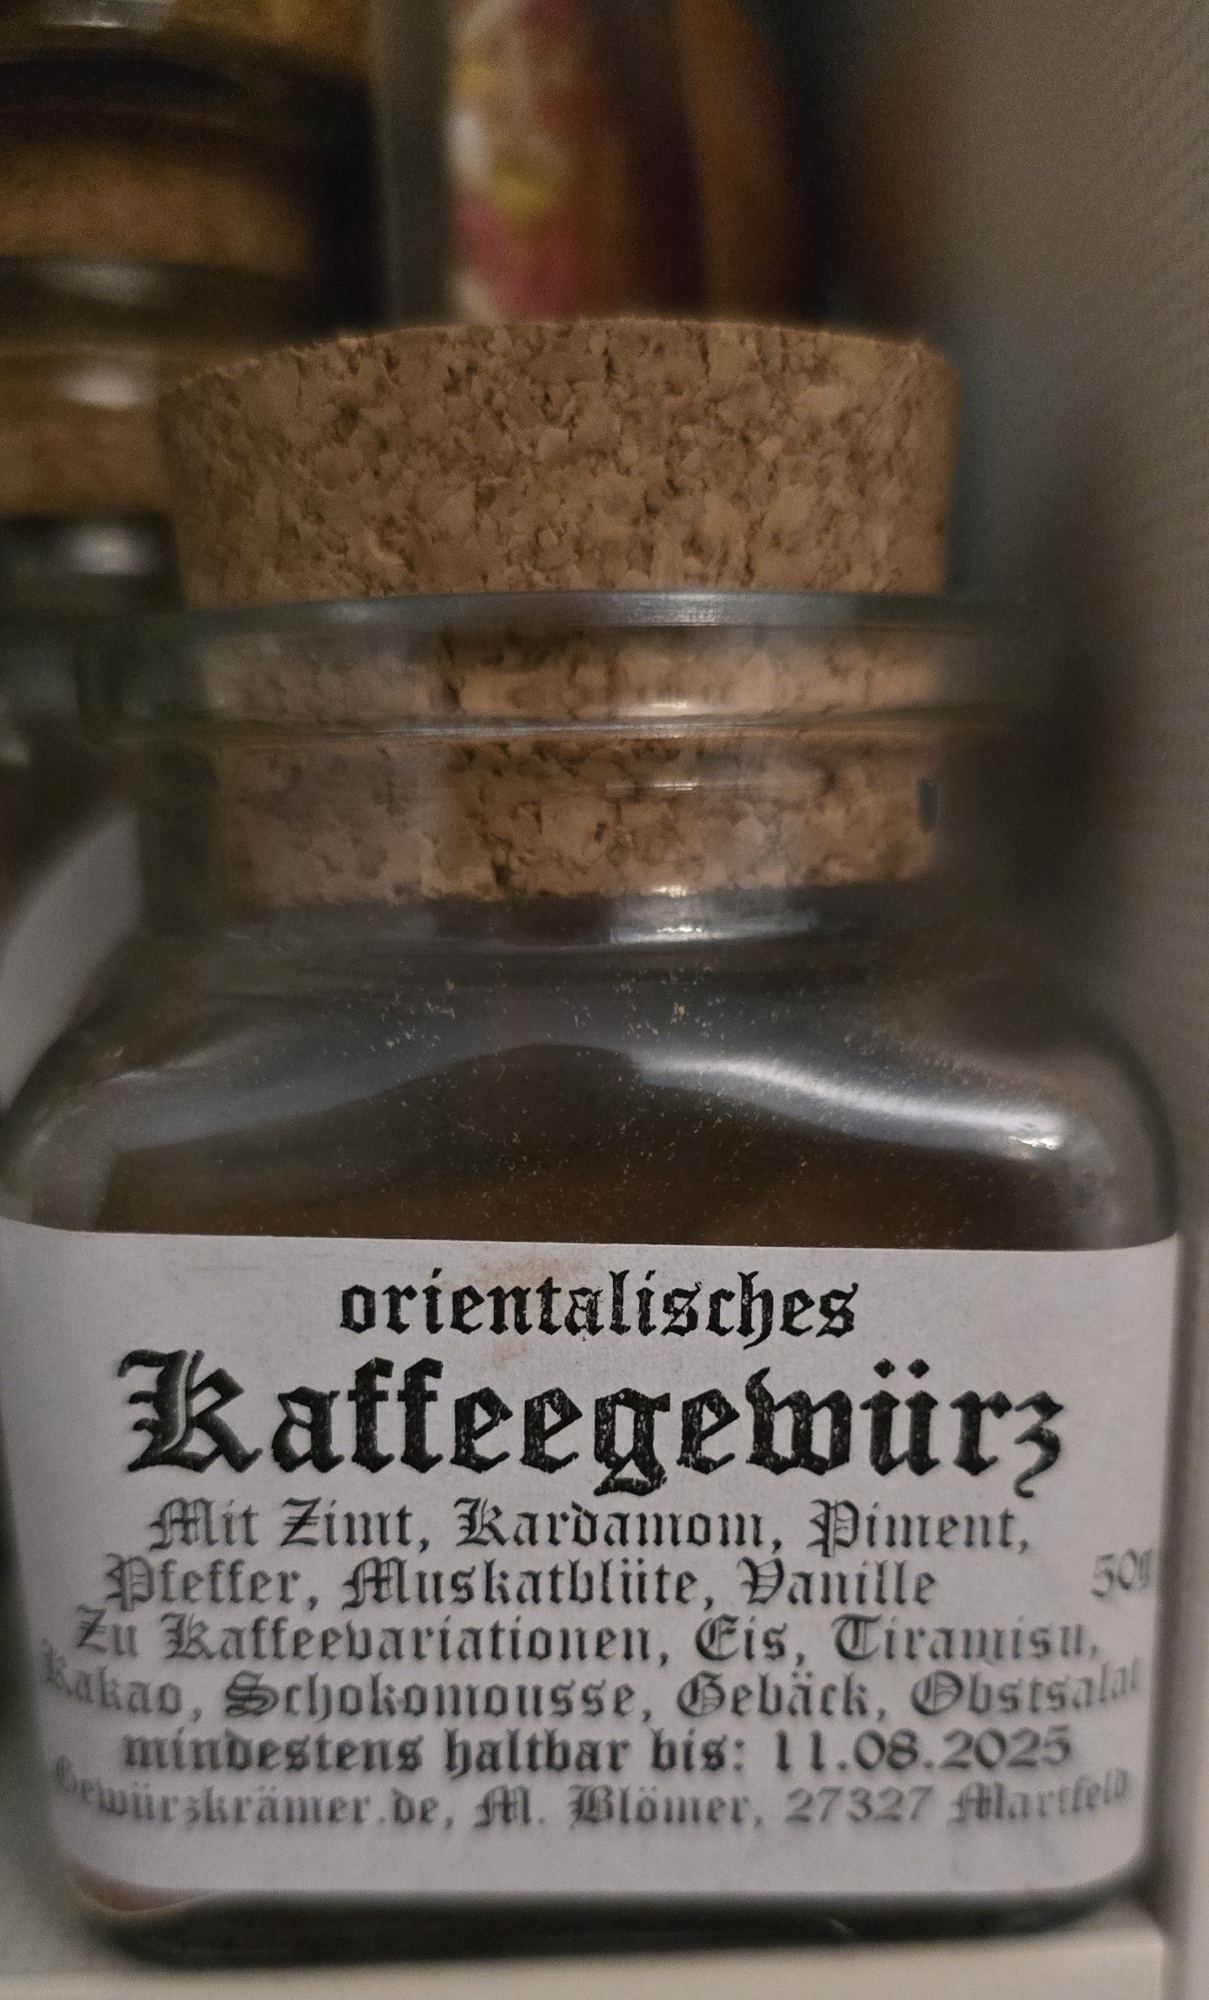 orientalisches
Kaffeegewürz
Mit Zimt, Kardamom, Piment,
Pfeffer, Muskatblüte, Vanille
50g
Zu Kaffeevariationen, Eis, Tiramisu,
Kakao, Schokomousse, Gebäck, Obstsalat
mindestens haltbar bis: 11.08.2025
Gewürzkrämer.de, M. Blömer, 27327 Martfeld